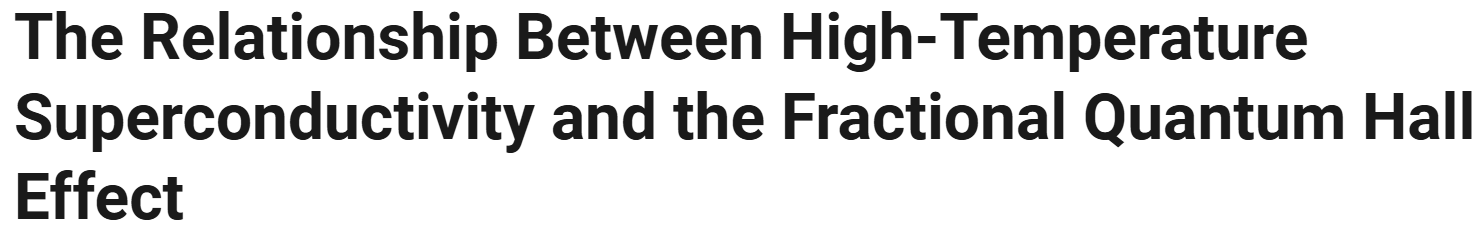 The Relationship Between High-Temperature
Superconductivity and the Fractional Quantum Hall
Effect